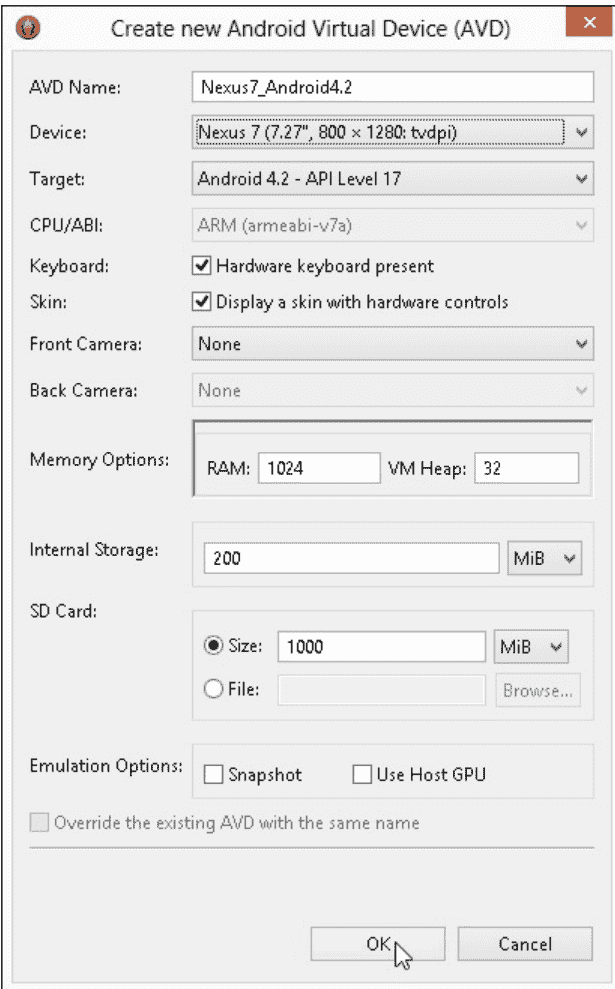 Create new Android Virtual Device (AVD)
AVD Name: Nexus7_Android4.2
Device: Nexus 7 (7.27", 800 × 1280: tvdpi)
Target: Android 4.2 - API Level 17
CPU/ABI: ARM (armeabi-v7a)
Keyboard: Hardware keyboard present
Skin: Display a skin with hardware controls
Front Camera: None
Back Camera: None
Memory Options: RAM: 1024 VM Heap: 32
Internal Storage: 200 MiB
SD Card:
Size: 1000 MiB
File: Browse...
Emulation Options: Snapshot Use Host GPU
Override the existing AVD with the same name
OK Cancel